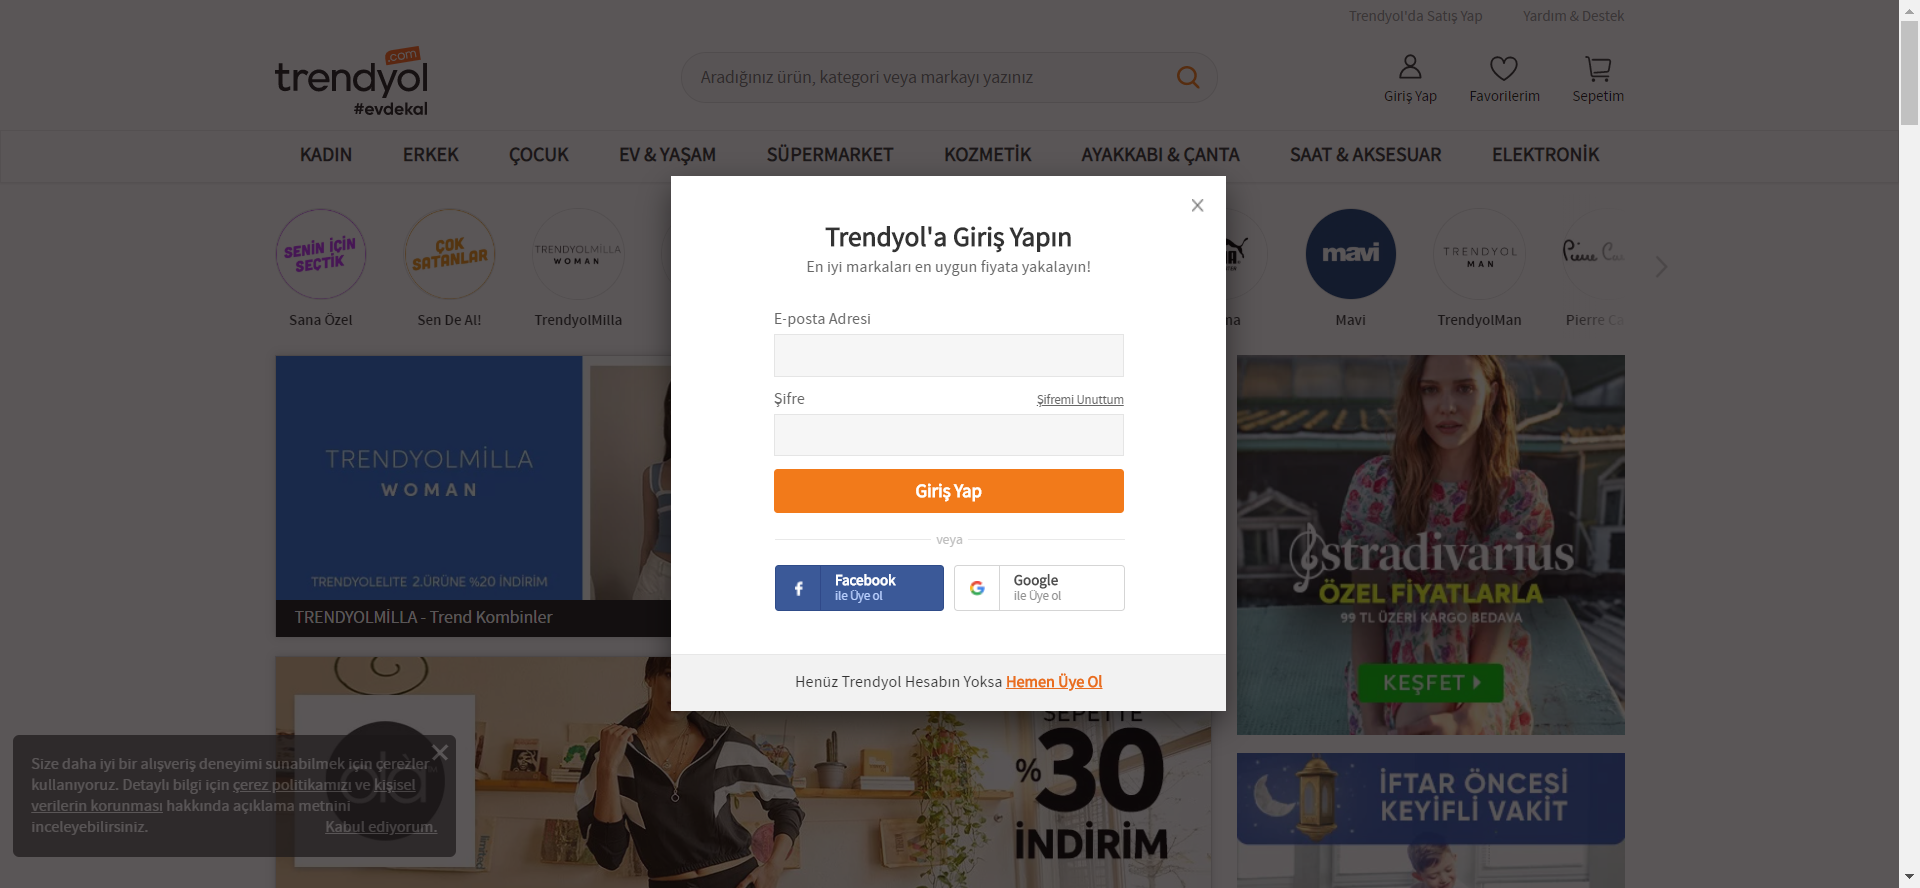 Trendyol'da Satış Yap
Yardım & Destek
trendyol
.com
#evdekal
Aradığınız ürün, kategori veya markayı yazınız
Giriş Yap
Favorilerim
Sepetim
KADIN
ERKEK
ÇOCUK
EV & YAŞAM
SÜPERMARKET
KOZMETİK
AYAKKABI & ÇANTA
SAAT & AKSESUAR
ELEKTRONİK
SENİN İÇİN
SEÇTİK
Sana Özel
ÇOK
SATANLAR
Sen De Al!
TRENDYOLMILLA
WOMAN
TrendyolMilla
mavi
Mavi
TRENDYOL
MAN
TrendyolMan
Trendyol'a Giriş Yapın
En iyi markaları en uygun fiyata yakalayın!
E-posta Adresi
Şifre
Şifremi Unuttum
Giriş Yap
veya
Facebook
ile Üye ol
Google
ile Üye ol
Henüz Trendyol Hesabın Yoksa Hemen Üye Ol
TRENDYOLMİLLA
WOMAN
TRENDYOLELITE 2.ÜRÜNE %20 İNDİRİM
TRENDYOLMİLLA - Trend Kombinler
stradivarius
ÖZEL FİYATLARLA
99 TL ÜZERİ KARGO BEDAVA
KEŞFET
SEPETTE
%30
İNDİRİM
İFTAR ÖNCESİ
KEYİFLİ VAKİT
Size daha iyi bir alışveriş deneyimi sunabilmek için çerezler
kullanıyoruz. Detaylı bilgi için çerez politikamızı ve kişisel
verilerin korunması hakkında açıklama metnini
inceleyebilirsiniz.
Kabul ediyorum.